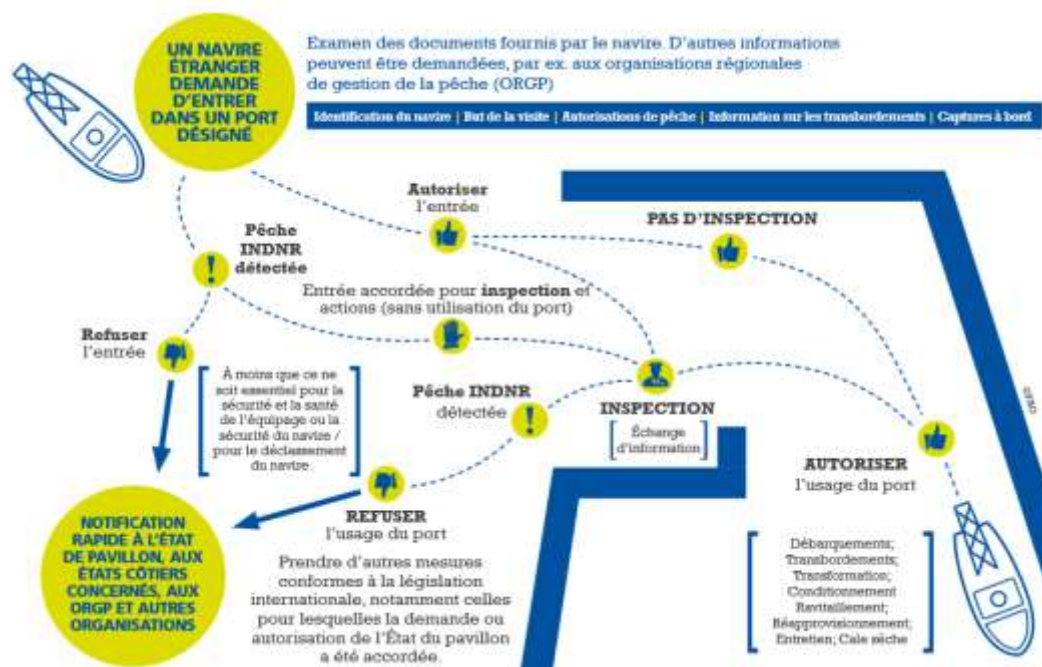 UN NAVIRE
ÉTRANGER
DEMANDE
D'ENTRER
DANS UN PORT
DÉSIGNÉ
Examen des documents fournis par le navire. D'autres informations
peuvent être demandées, par ex. aux organisations régionales
de gestion de la pêche (ORGP)
Identification du navire | But de la visite | Autorisations de pêche | Information sur les transbordements | Captures à bord
Autoriser
l'entrée
PAS D'INSPECTION
Pêche
INDNR
détectée
Entrée accordée pour inspection et
actions (sans utilisation du port)
Refuser
l'entrée
À moins que ce ne
soit essentiel pour la
sécurité et la santé
de l'équipage ou la
sécurité du navire /
pour le déclassement
du navire.
Pêche INDNR
détectée
INSPECTION
Échange
d'information
AUTORISER
l'usage du port
REFUSER
l'usage du port
Prendre d'autres mesures
conformes à la législation
internationale, notamment celles
pour lesquelles la demande ou
autorisation de l'État du pavillon
a été accordée.
NOTIFICATION
RAPIDE À L'ÉTAT
DE PAVILLON, AUX
ÉTATS CÔTIERS
CONCERNÉS, AUX
ORGP ET AUTRES
ORGANISATIONS
Débarquements;
Transbordements;
Transformation;
Conditionnement
Ravitaillement;
Réapprovisionnement;
Entretien; Cale sèche